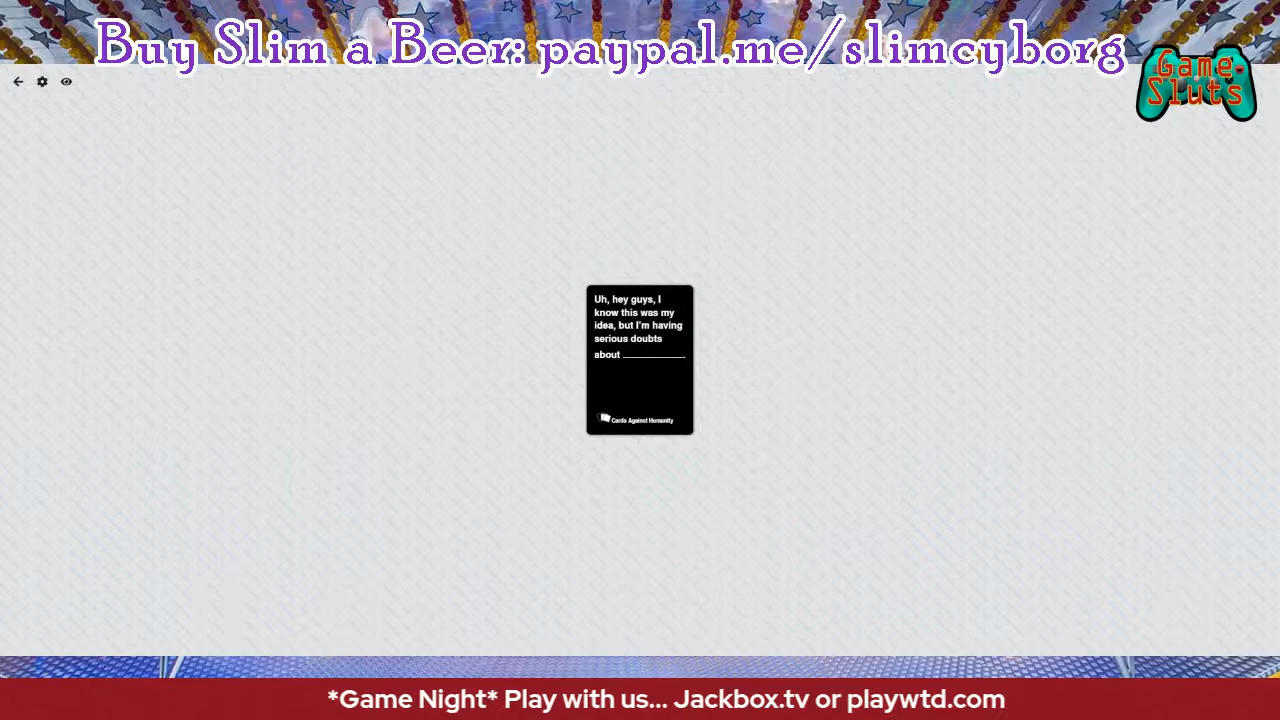 Buy Slim a Beer: paypal.me/slimcyborg
Game
Sluts
Uh, hey guys, I
know this was my
idea, but I'm having
serious doubts
about __________.
Cards Against Humanity
*Game Night* Play with us... Jackbox.tv or playwtd.com